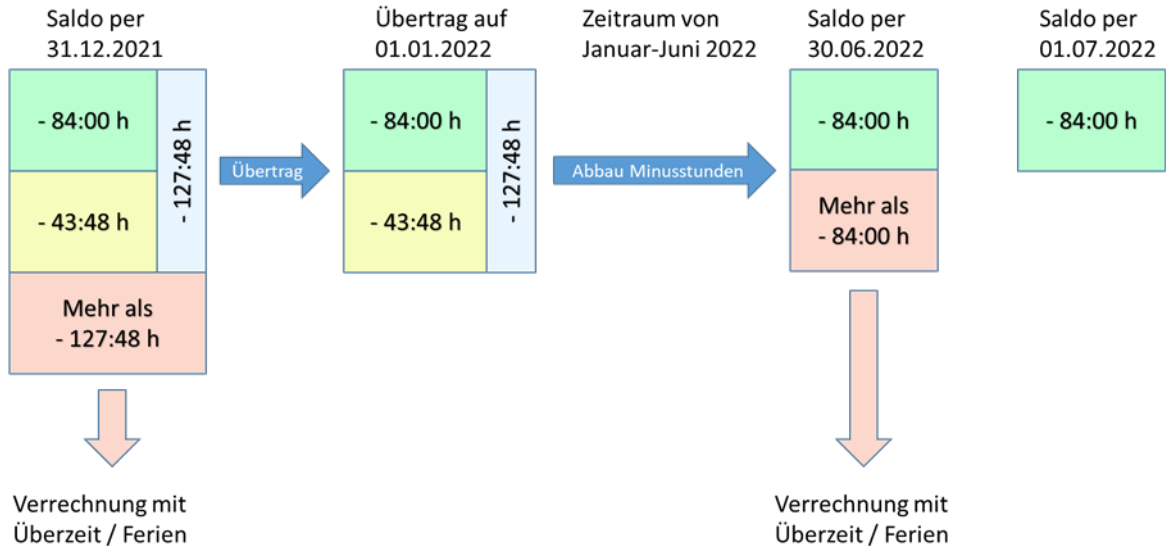 Saldo per
31.12.2021
Übertrag auf
01.01.2022
Zeitraum von
Januar-Juni 2022
Saldo per
30.06.2022
Saldo per
01.07.2022
- 84:00 h
- 43:48 h
- 127:48 h
Mehr als
- 127:48 h
Übertrag
- 84:00 h
- 43:48 h
- 127:48 h
Abbau Minusstunden
- 84:00 h
Mehr als
- 84:00 h
- 84:00 h
Verrechnung mit
Überzeit / Ferien
Verrechnung mit
Überzeit / Ferien